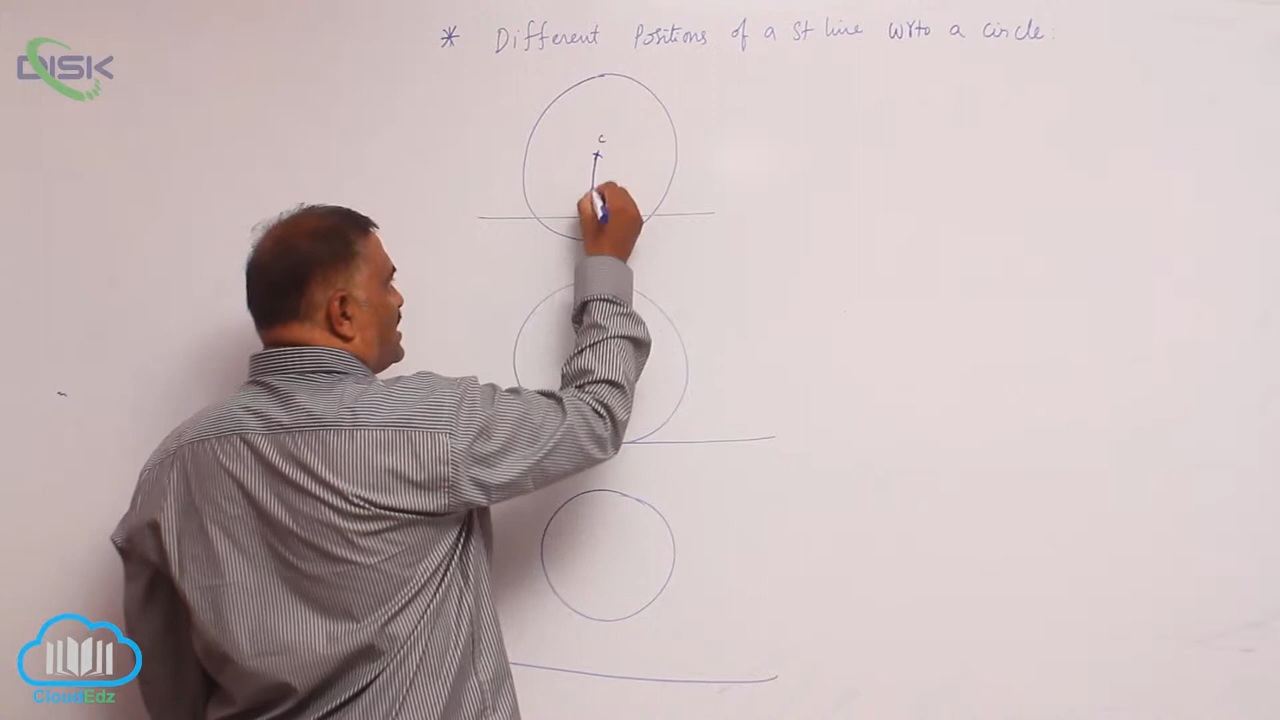 * Different Positions of a St line wrto a circle:
DISK
C
CloudEdz